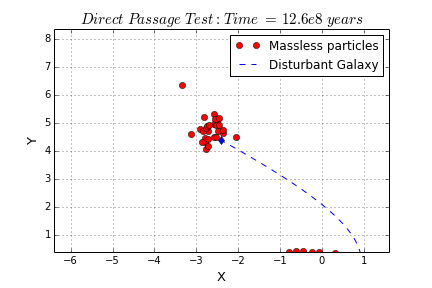 Direct Passage Test: Time = 12.6e8 years
Massless particles
Disturbant Galaxy
Y
8
7
6
5
4
3
2
1
−6 −5 −4 −3 −2 −1 0 1
X